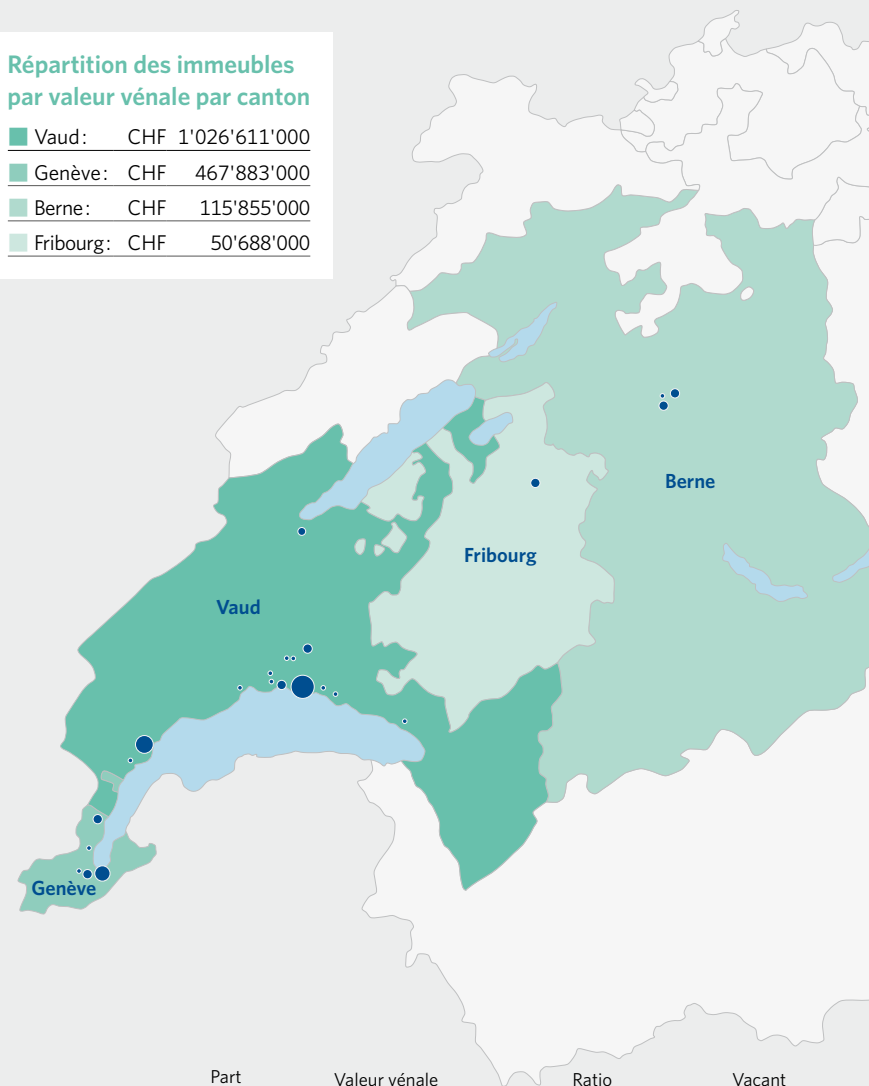 Répartition des immeubles
par valeur vénale par canton
Vaud: CHF 1'026'611'000
Genève: CHF 467'883'000
Berne: CHF 115'855'000
Fribourg: CHF 50'688'000
Berne
Fribourg
Vaud
Genève
Part Valeur vénale Ratio Vacant